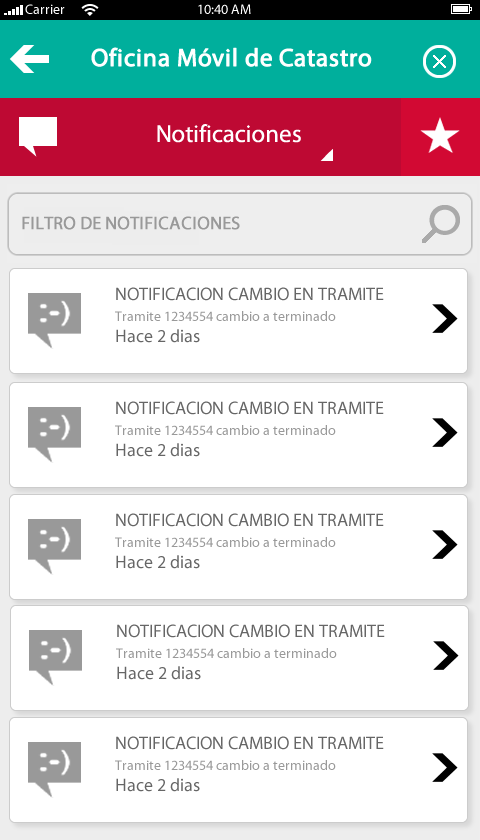 Carrier 10:40 AM
Oficina Móvil de Catastro
Notificaciones
FILTRO DE NOTIFICACIONES
:-)
NOTIFICACION CAMBIO EN TRAMITE
Tramite 1234554 cambio a terminado
Hace 2 dias
:-)
NOTIFICACION CAMBIO EN TRAMITE
Tramite 1234554 cambio a terminado
Hace 2 dias
:-)
NOTIFICACION CAMBIO EN TRAMITE
Tramite 1234554 cambio a terminado
Hace 2 dias
:-)
NOTIFICACION CAMBIO EN TRAMITE
Tramite 1234554 cambio a terminado
Hace 2 dias
:-)
NOTIFICACION CAMBIO EN TRAMITE
Tramite 1234554 cambio a terminado
Hace 2 dias